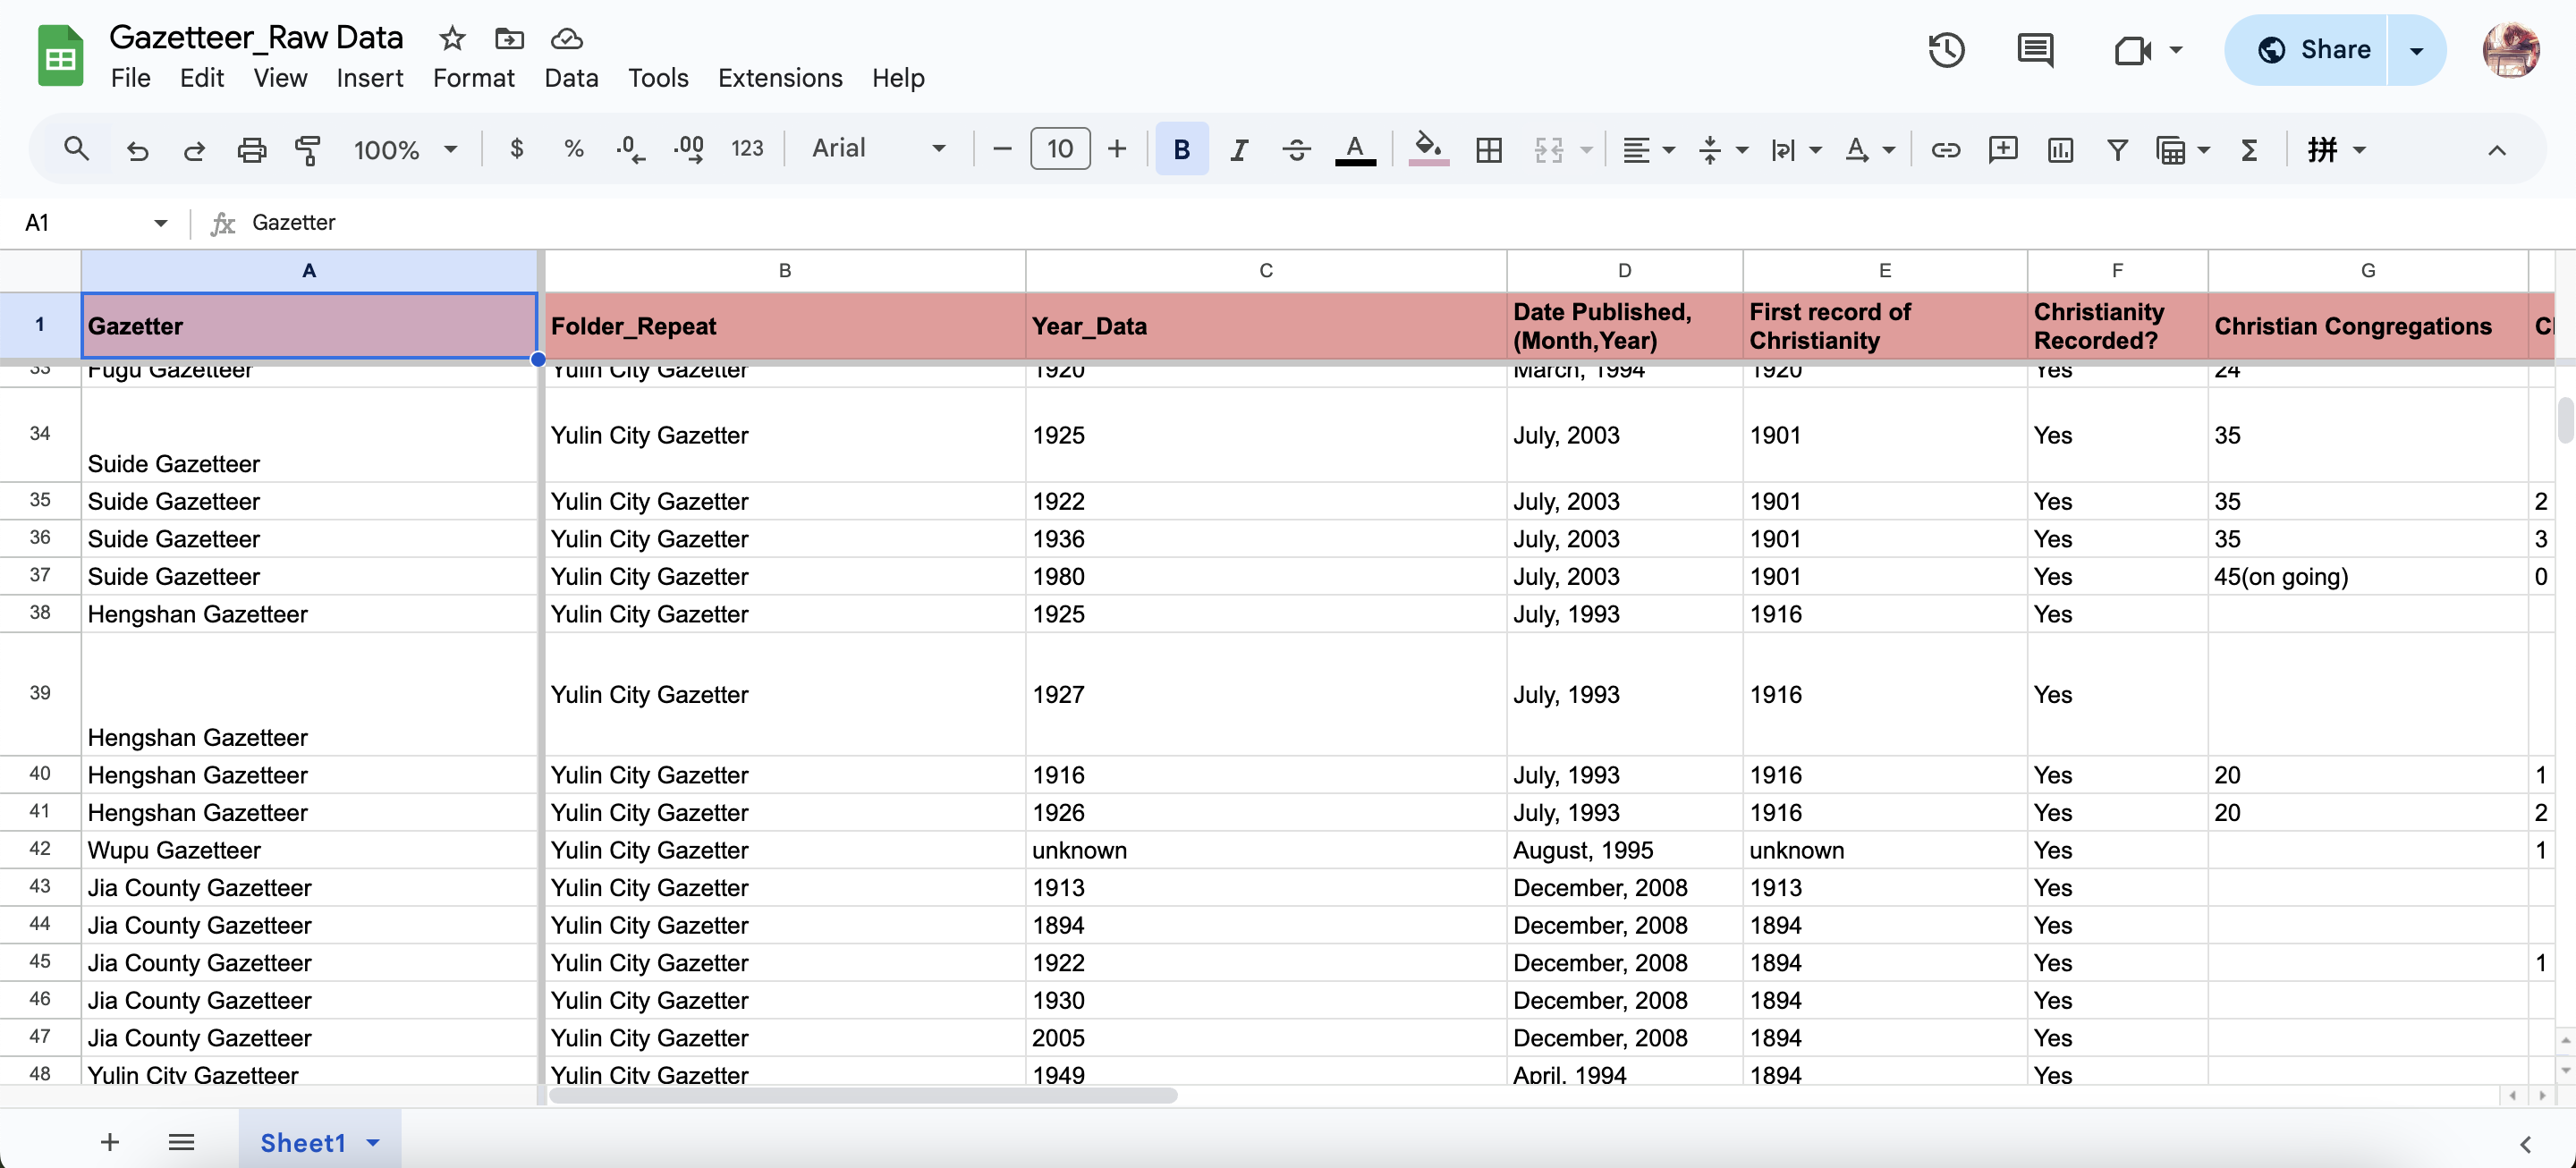 Gazetteer_Raw Data
File Edit View Insert Format Data Tools Extensions Help
Share
100% $ % .0 .00 123 Arial 10 B I S A 拼
A1 fx Gazetter
A B C D E F G
1 Gazetter Folder_Repeat Year_Data Date Published, (Month,Year) First record of Christianity Christianity Recorded? Christian Congregations
33 Fugu Gazetteer Yulin City Gazetter 1920 March, 1994 1920 Yes 24
34 Suide Gazetteer Yulin City Gazetter 1925 July, 2003 1901 Yes 35
35 Suide Gazetteer Yulin City Gazetter 1922 July, 2003 1901 Yes 35 2
36 Suide Gazetteer Yulin City Gazetter 1936 July, 2003 1901 Yes 35 3
37 Suide Gazetteer Yulin City Gazetter 1980 July, 2003 1901 Yes 45(on going) 0
38 Hengshan Gazetteer Yulin City Gazetter 1925 July, 1993 1916 Yes
39 Hengshan Gazetteer Yulin City Gazetter 1927 July, 1993 1916 Yes
40 Hengshan Gazetteer Yulin City Gazetter 1916 July, 1993 1916 Yes 20 1
41 Hengshan Gazetteer Yulin City Gazetter 1926 July, 1993 1916 Yes 20 2
42 Wupu Gazetteer Yulin City Gazetter unknown August, 1995 unknown Yes 1
43 Jia County Gazetteer Yulin City Gazetter 1913 December, 2008 1913 Yes
44 Jia County Gazetteer Yulin City Gazetter 1894 December, 2008 1894 Yes
45 Jia County Gazetteer Yulin City Gazetter 1922 December, 2008 1894 Yes 1
46 Jia County Gazetteer Yulin City Gazetter 1930 December, 2008 1894 Yes
47 Jia County Gazetteer Yulin City Gazetter 2005 December, 2008 1894 Yes
48 Yulin City Gazetteer Yulin City Gazetter 1949 April, 1994 1894 Yes
Sheet1